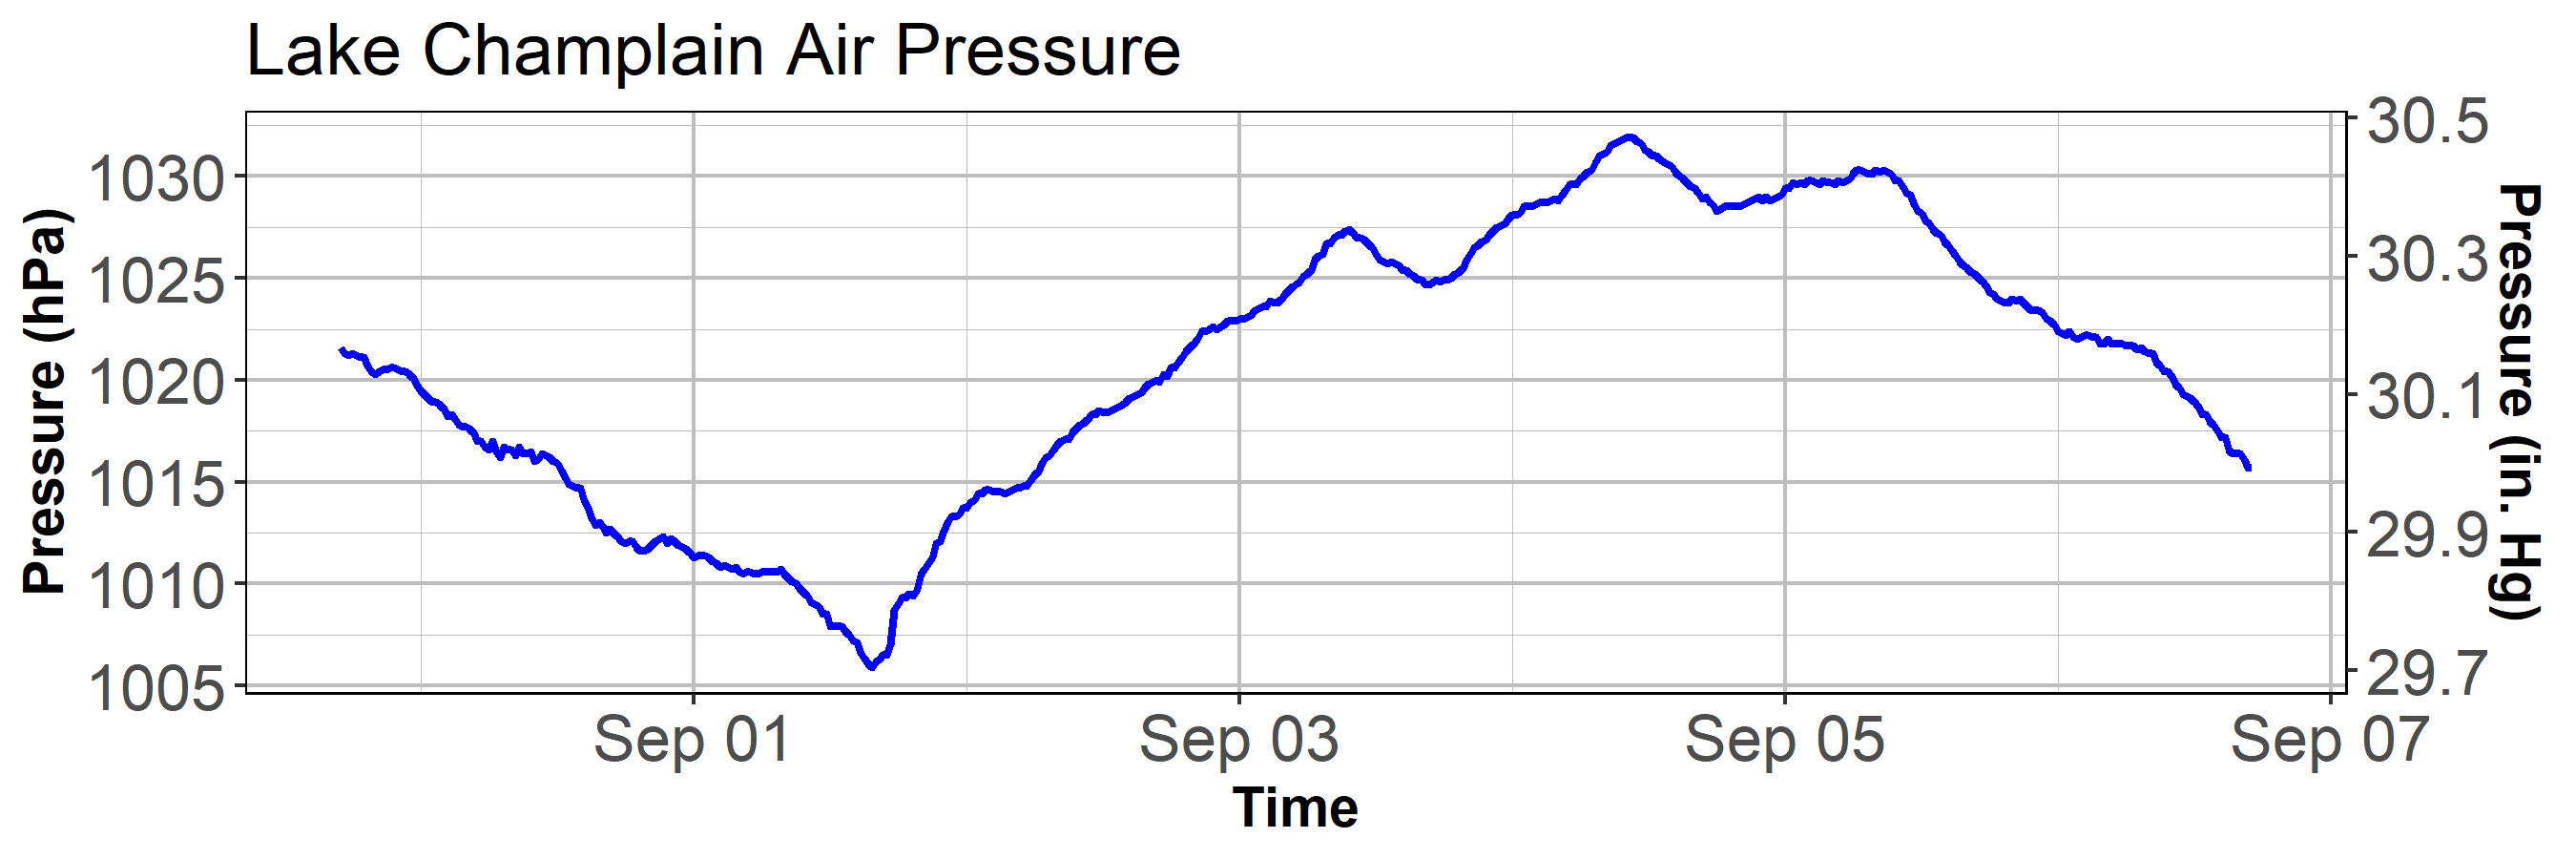 Lake Champlain Air Pressure
Pressure (hPa)
1030
1025
1020
1015
1010
1005
30.5
30.3
30.1
29.9
29.7
Pressure (in. Hg)
Sep 01 Sep 03 Sep 05 Sep 07
Time